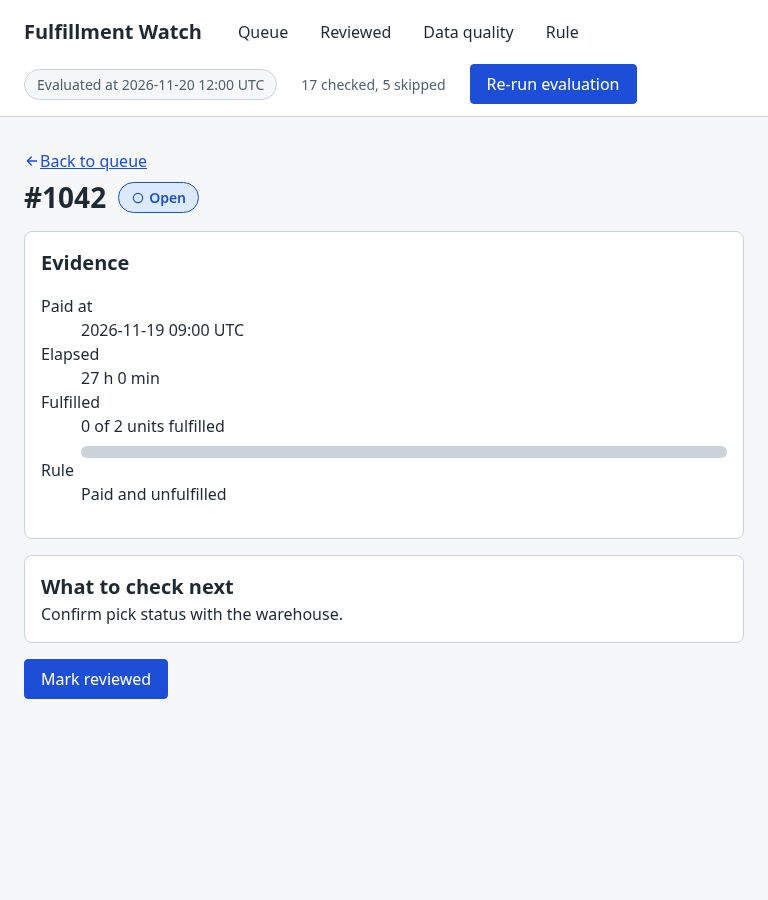 Fulfillment Watch Queue Reviewed Data quality Rule
Evaluated at 2026-11-20 12:00 UTC 17 checked, 5 skipped Re-run evaluation
←Back to queue
#1042 Open
Evidence
Paid at
2026-11-19 09:00 UTC
Elapsed
27 h 0 min
Fulfilled
0 of 2 units fulfilled
Rule
Paid and unfulfilled
What to check next
Confirm pick status with the warehouse.
Mark reviewed